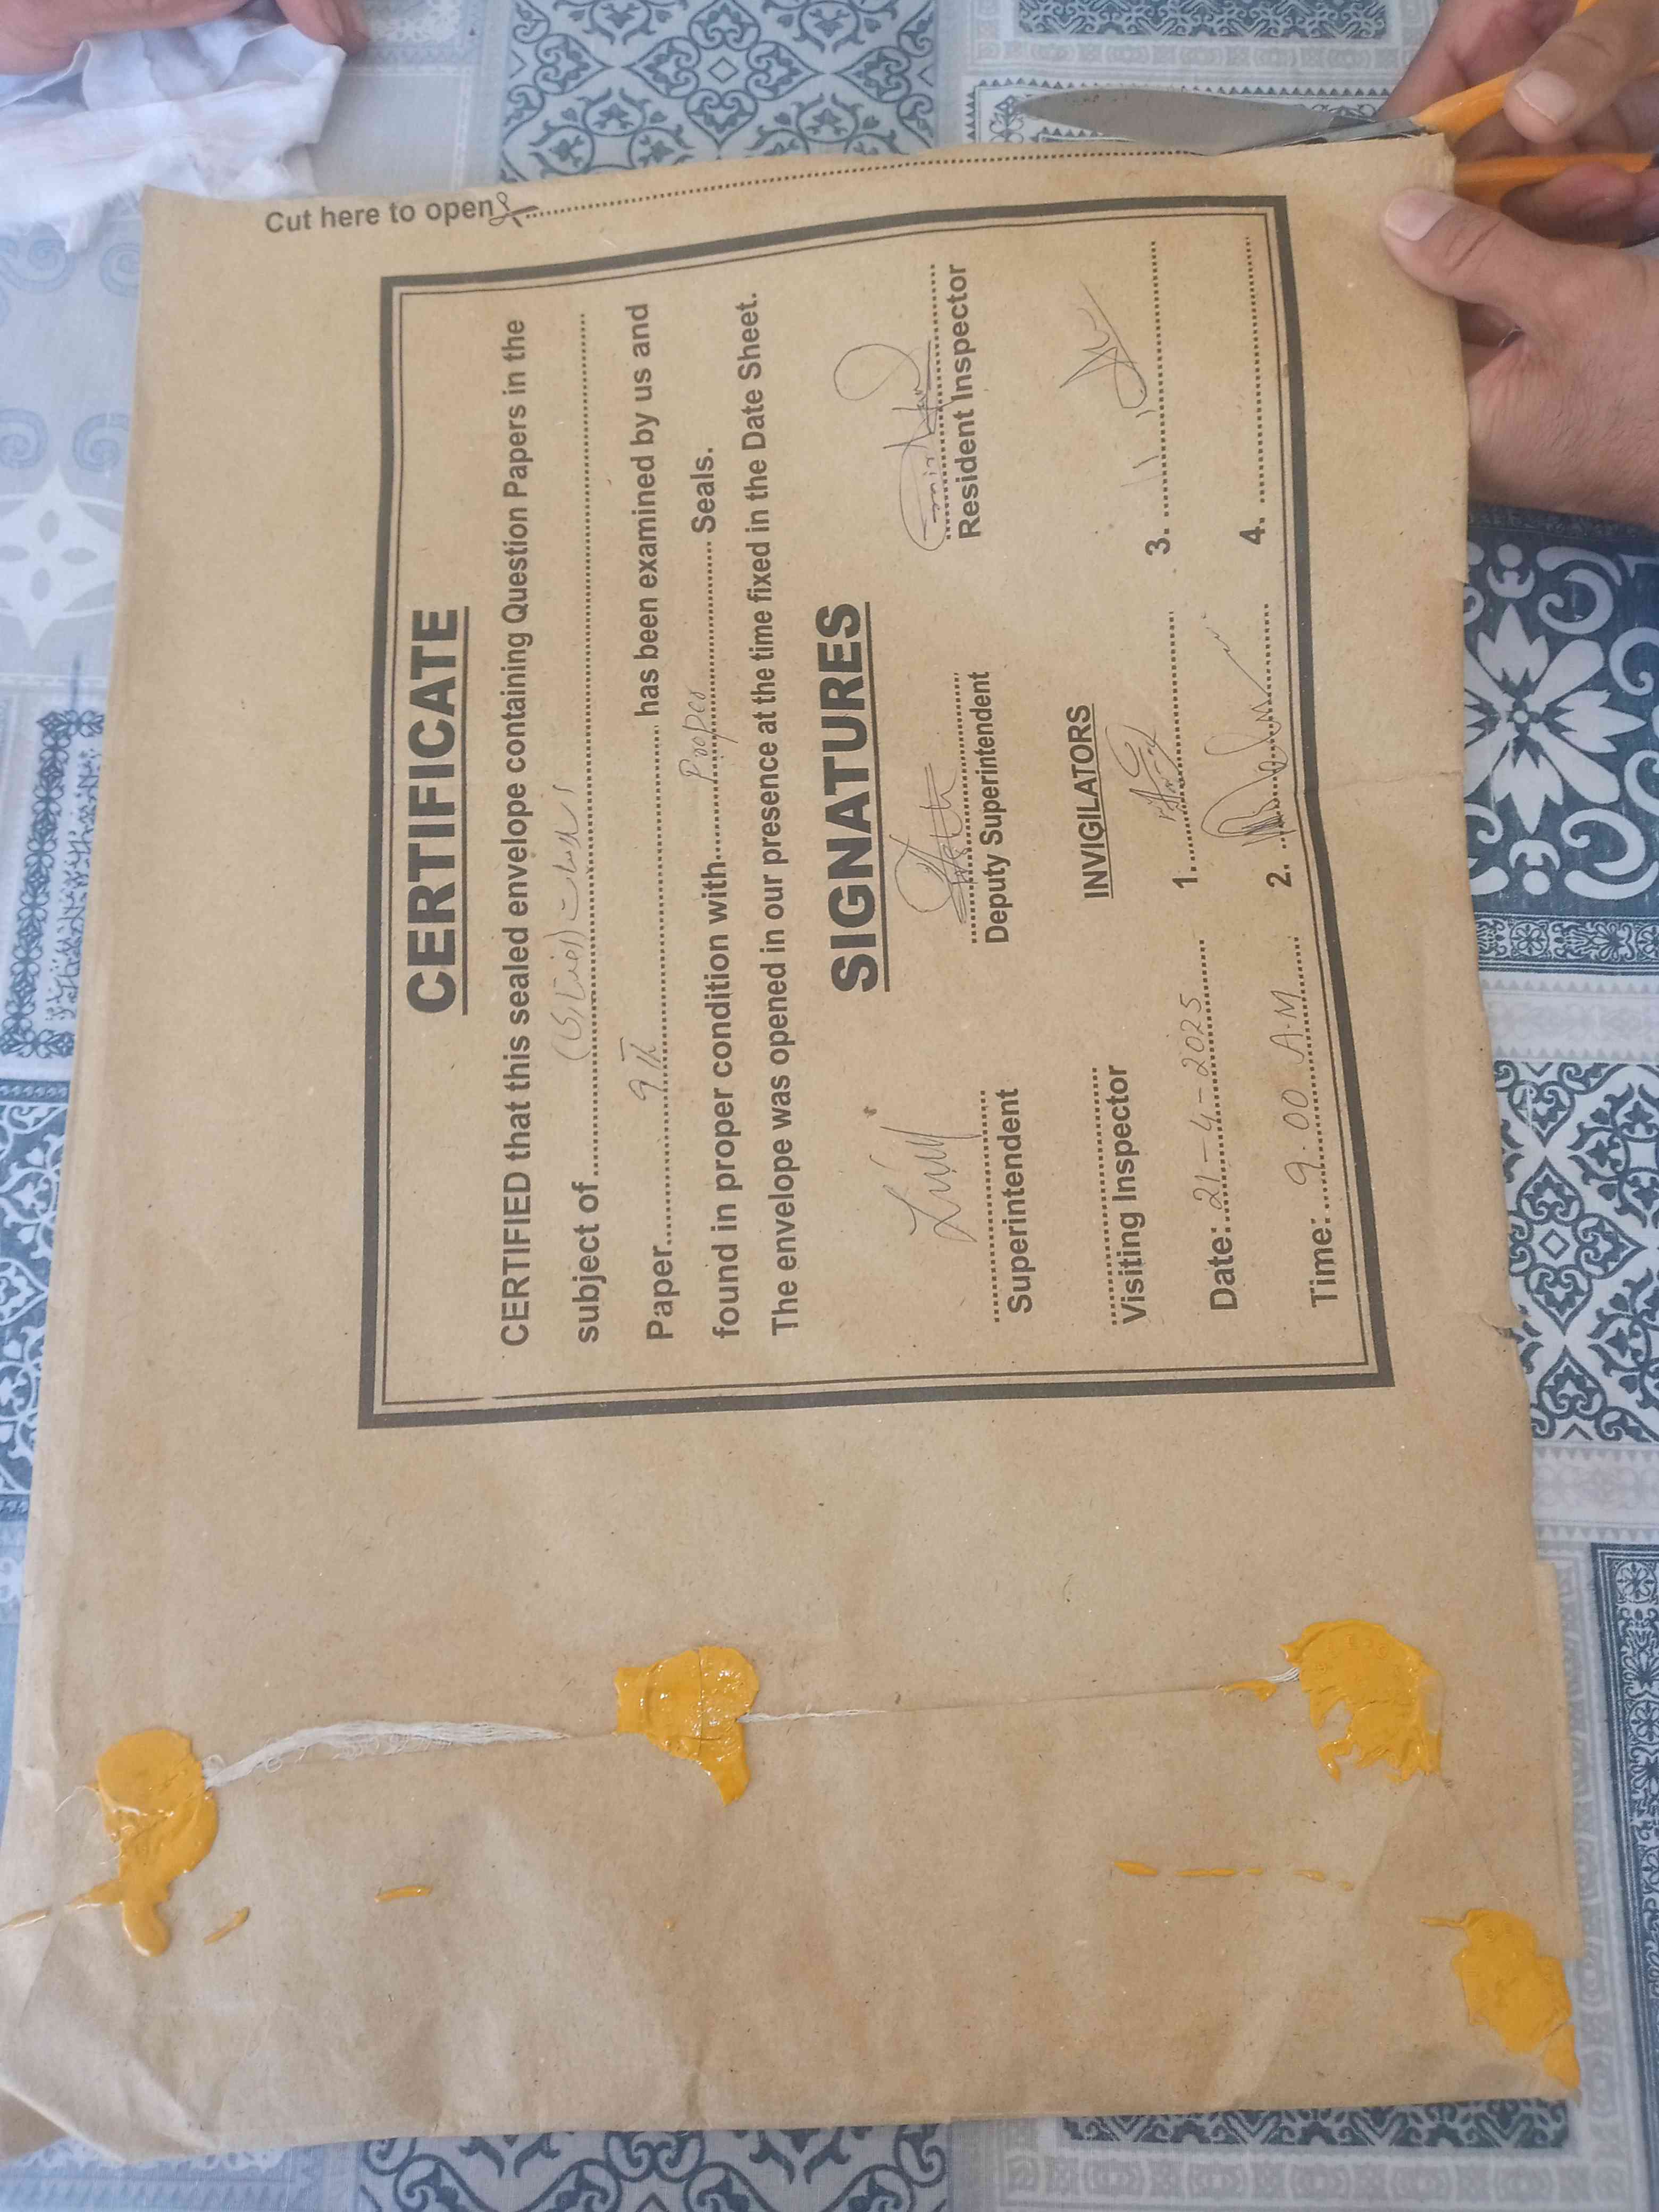 Cut here to open
CERTIFICATE
CERTIFIED that this sealed envelope containing Question Papers in the
subject of.......... اسلامیات (لازمی) ..........
Paper.......... 9th .......... has been examined by us and
found in proper condition with.......... Proper .......... Seals.
The envelope was opened in our presence at the time fixed in the Date Sheet.
SIGNATURES
Superintendent Deputy Superintendent Resident Inspector
Visiting Inspector INVIGILATORS
Date: 21-4-2025 1. 3.
Time: 9.00 A.M 2. 4.